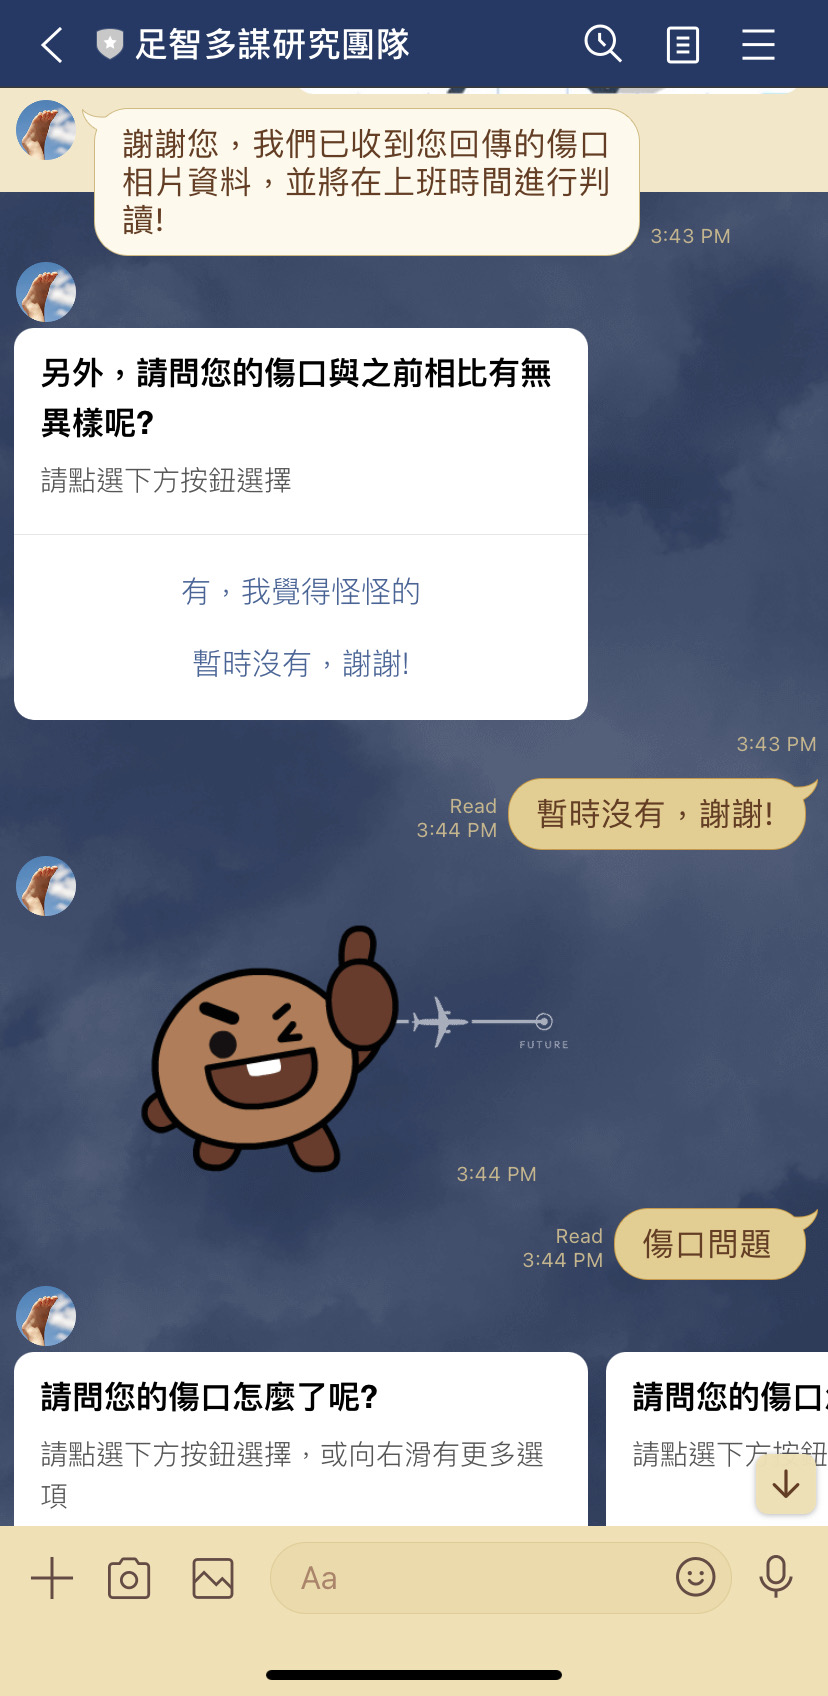 足智多謀研究團隊
謝謝您，我們已收到您回傳的傷口
相片資料，並將在上班時間進行判
讀!
3:43 PM
另外，請問您的傷口與之前相比有無
異樣呢?
請點選下方按鈕選擇
有，我覺得怪怪的
暫時沒有，謝謝!
3:43 PM
Read
3:44 PM
暫時沒有，謝謝!
FUTURE
3:44 PM
Read
3:44 PM
傷口問題
請問您的傷口怎麼了呢?
請點選下方按鈕選擇，或向右滑有更多選
項
請問您的傷口
請點選下方按鈕
Aa